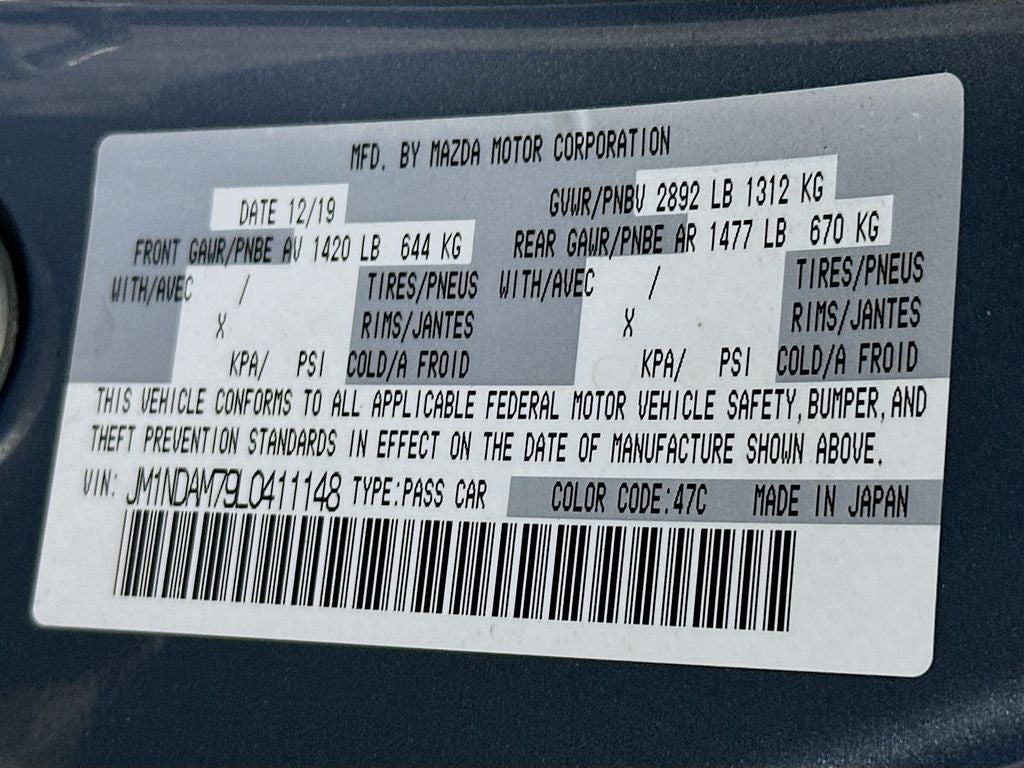 MFD. BY MAZDA MOTOR CORPORATION
DATE 12/19 GVWR/PNBV 2892 LB 1312 KG
FRONT GAWR/PNBE AV 1420 LB 644 KG REAR GAWR/PNBE AR 1477 LB 670 KG
WITH/AVEC / TIRES/PNEUS WITH/AVEC / TIRES/PNEUS
X RIMS/JANTES X RIMS/JANTES
KPA/ PSI COLD/A FROID KPA/ PSI COLD/A FROID
THIS VEHICLE CONFORMS TO ALL APPLICABLE FEDERAL MOTOR VEHICLE SAFETY, BUMPER, AND
THEFT PREVENTION STANDARDS IN EFFECT ON THE DATE OF MANUFACTURE SHOWN ABOVE.
VIN: JM1NDAM79L0411148 TYPE:PASS CAR COLOR CODE:47C MADE IN JAPAN